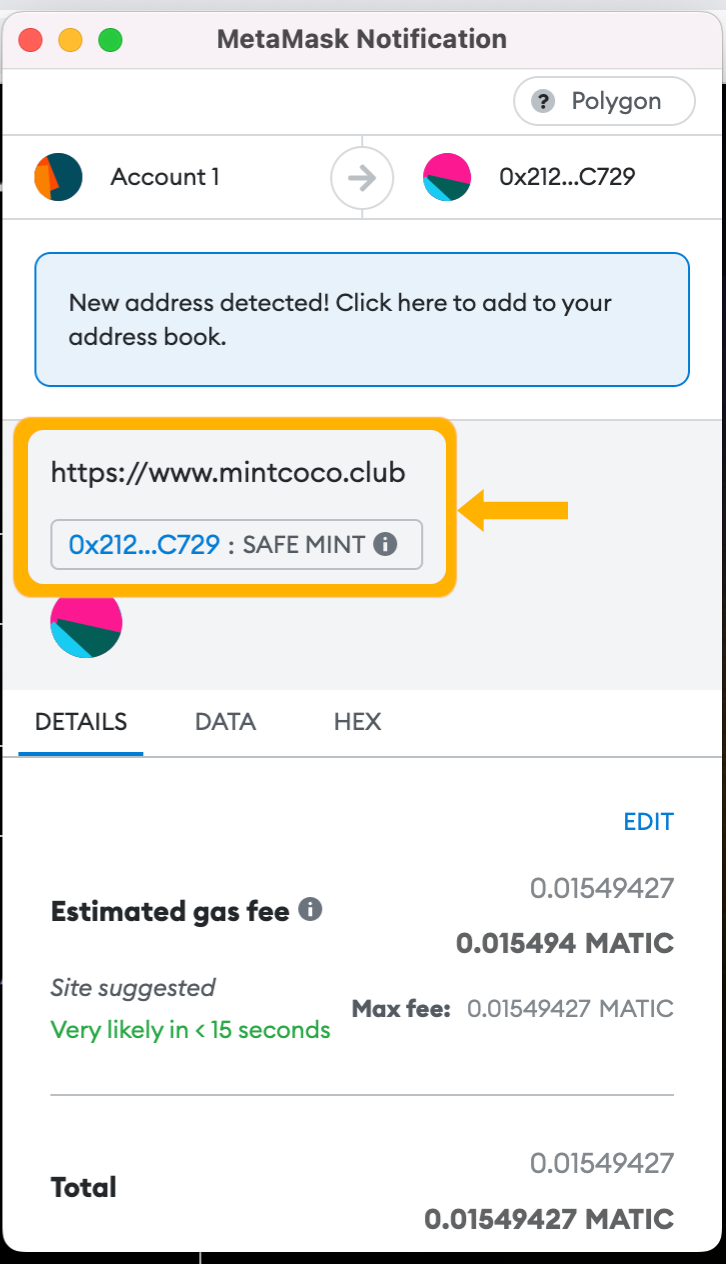 MetaMask Notification
? Polygon
Account 1
0x212...C729
New address detected! Click here to add to your
address book.
https://www.mintcoco.club
0x212...C729 : SAFE MINT i
DETAILS DATA HEX
EDIT
0.01549427
Estimated gas fee i
0.015494 MATIC
Site suggested
Max fee: 0.01549427 MATIC
Very likely in < 15 seconds
0.01549427
Total
0.01549427 MATIC